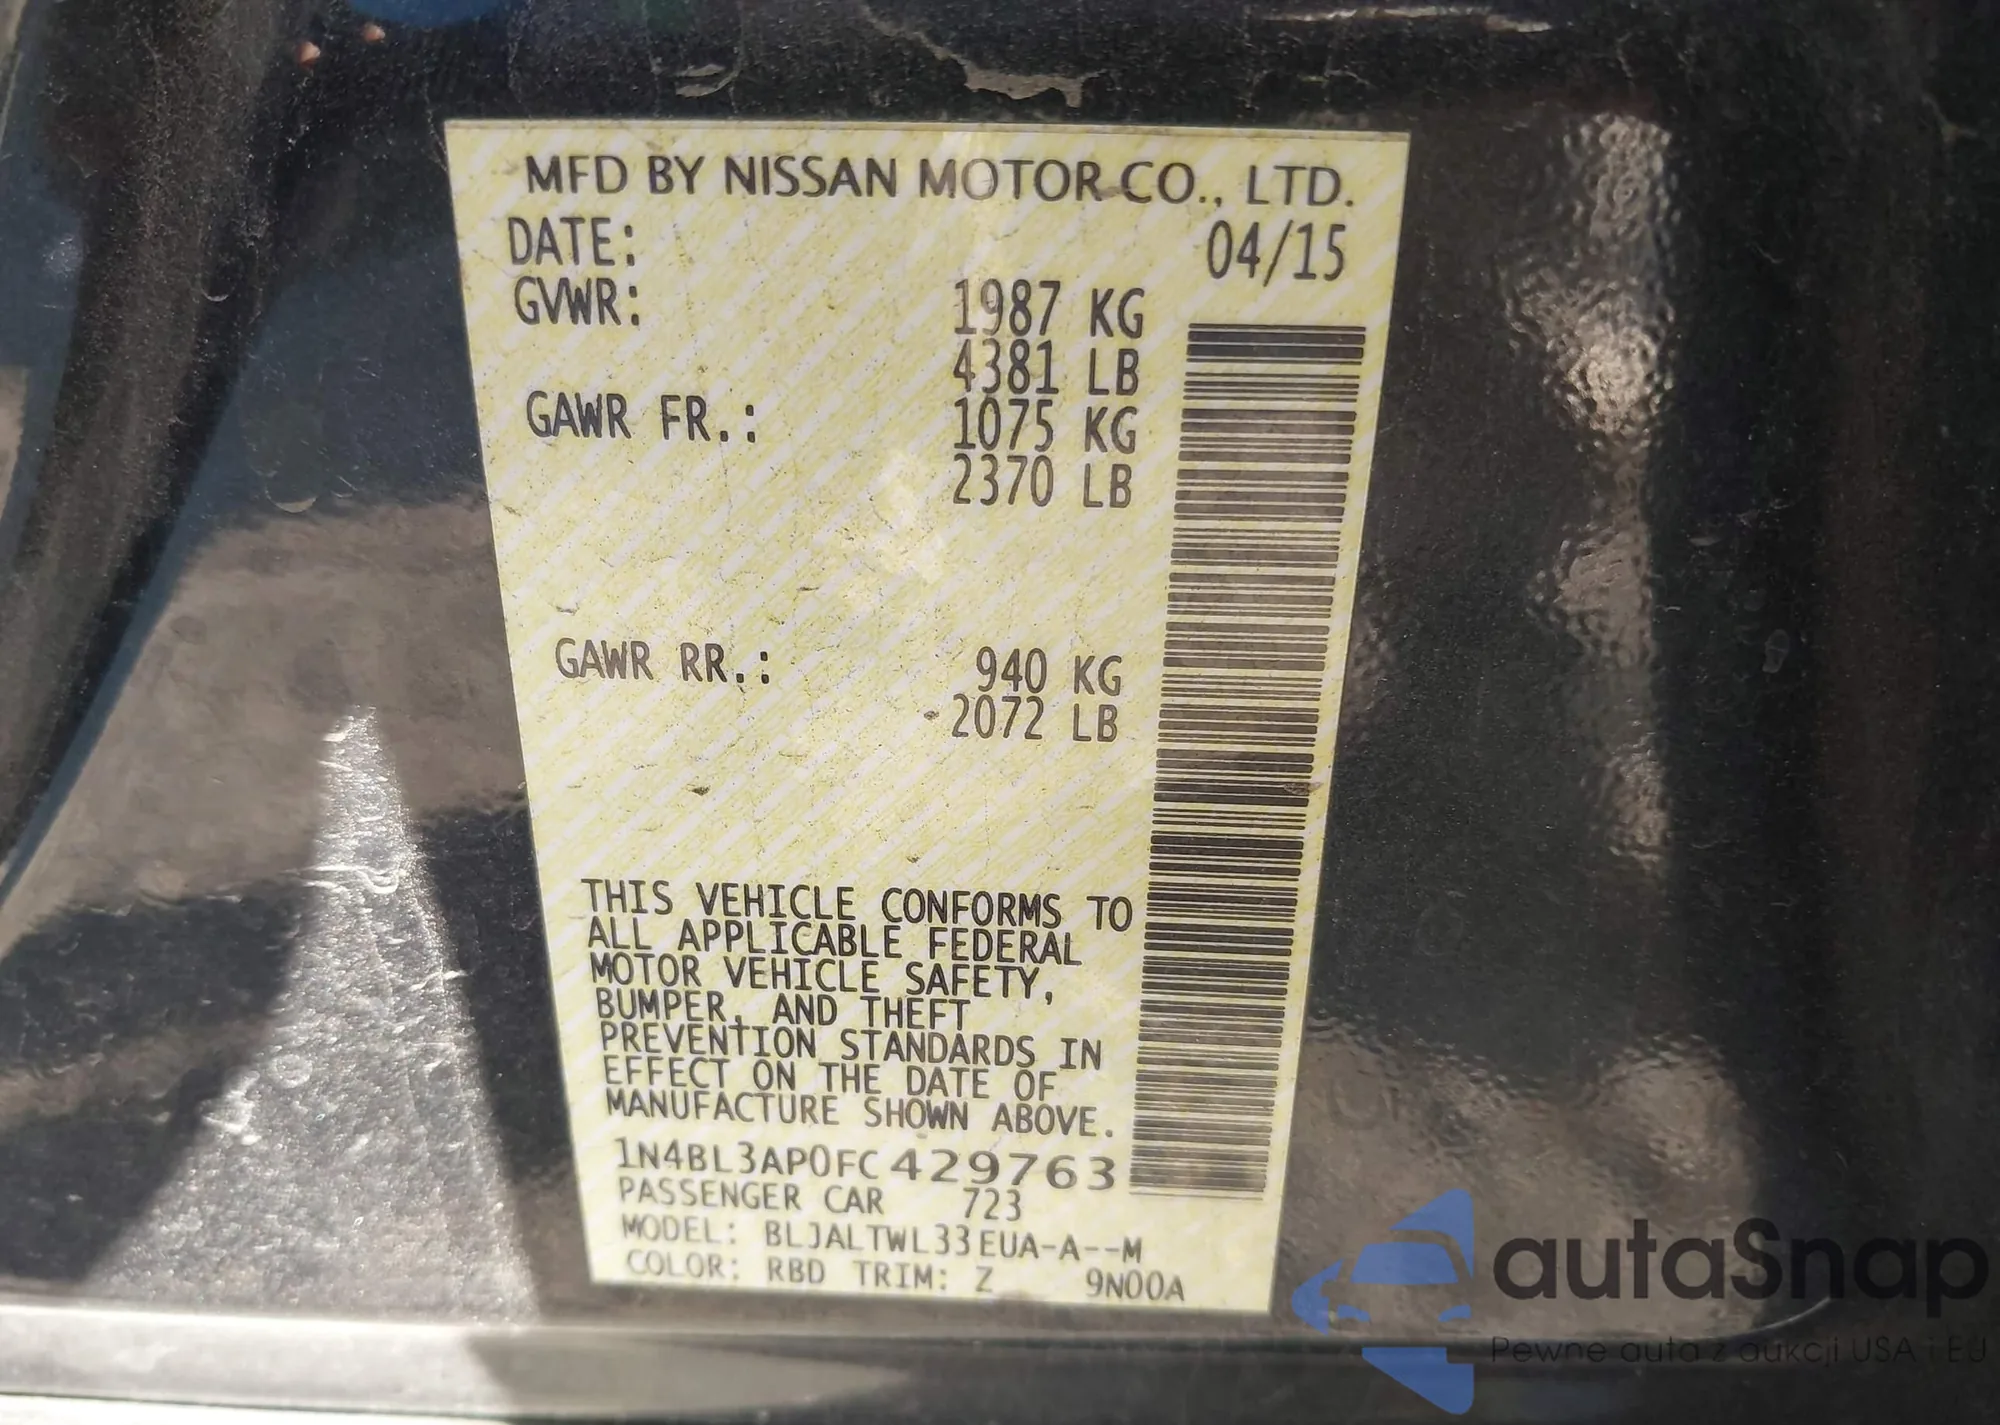 MFD BY NISSAN MOTOR CO., LTD.
DATE: 04/15
GVWR: 1987 KG
4381 LB
GAWR FR.: 1075 KG
2370 LB
GAWR RR.: 940 KG
2072 LB
THIS VEHICLE CONFORMS TO
ALL APPLICABLE FEDERAL
MOTOR VEHICLE SAFETY,
BUMPER, AND THEFT
PREVENTION STANDARDS IN
EFFECT ON THE DATE OF
MANUFACTURE SHOWN ABOVE.
1N4BL3AP0FC429763
PASSENGER CAR 723
MODEL: BLJALTWL33EUA-A--M
COLOR: RBD TRIM: Z 9N00A
autaSnap
Pewne auta z aukcji USA i EU